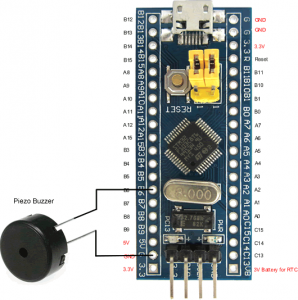 B12
B13
B14
B15
A8
A9
A10
A11
A12
A15
B3
B4
B5
B6
B7
B8
B9
5V
GND
3.3V
Piezo Buzzer
RESET
PC13
PWR
GND
GND
3.3V
Reset
B11
B10
B1
B0
A7
A6
A5
A4
A3
A2
A1
A0
C15
C14
C13
3V Battery for RTC